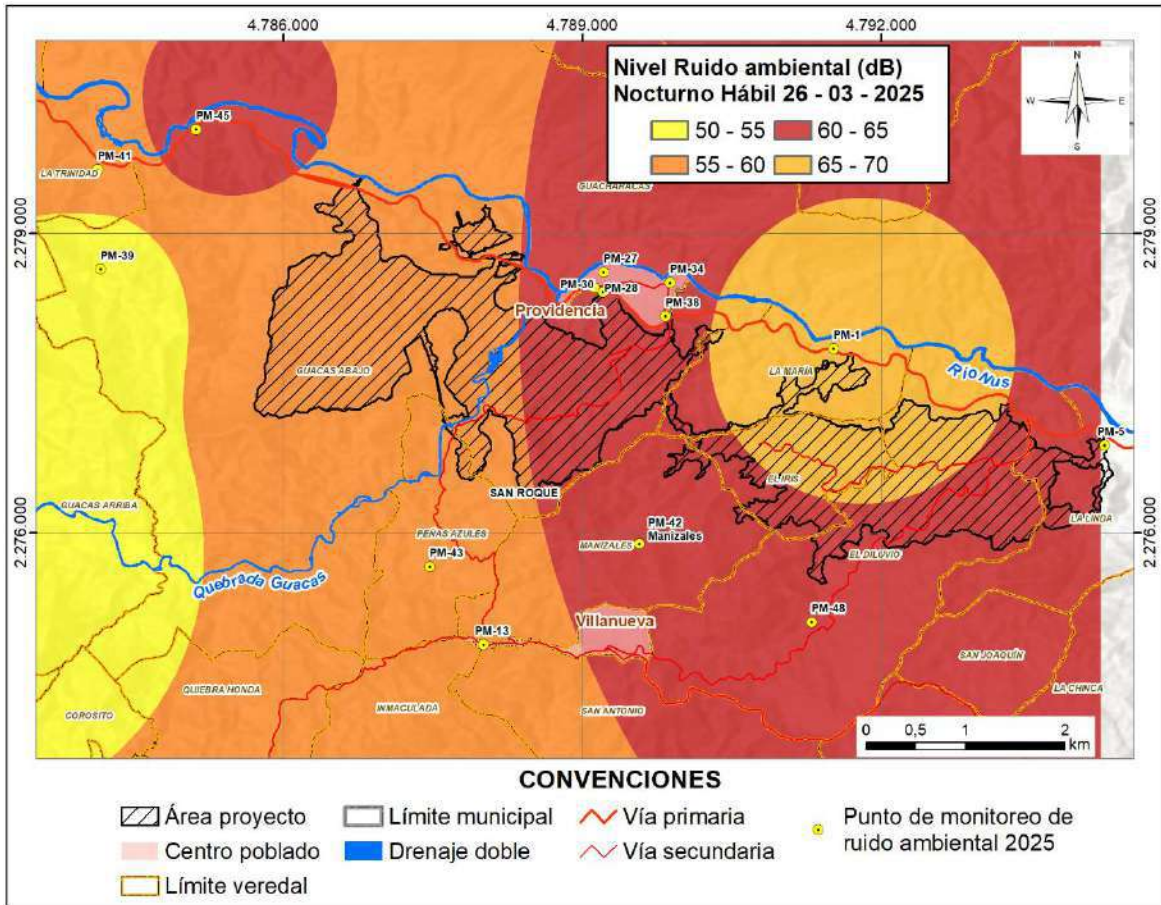 4.786.000
4.789.000
4.792.000
Nivel Ruido ambiental (dB)
Nocturno Hábil 26 - 03 - 2025
50 - 55
60 - 65
55 - 60
65 - 70
N
W
E
S
PM-45
PM-41
LA TRINIDAD
GUACHARACAS
2.279.000
2.279.000
PM-39
PM-27
PM-34
PM-30
PM-28
Providencia
PM-38
PM-1
GUACAS ABAJO
LA MARÍA
Río Nus
PM-5
EL IRIS
SAN ROQUE
GUACAS ARRIBA
LA LINDA
PEÑAS AZULES
PM-42
Manizales
MANIZALES
2.276.000
2.276.000
EL DILUVIO
PM-43
Quebrada Guacas
PM-48
Villanueva
PM-13
SAN JOAQUÍN
QUIEBRA HONDA
LA CHINCA
INMACULADA
SAN ANTONIO
COROSITO
0
0,5
1
2
km
CONVENCIONES
Área proyecto
Límite municipal
Vía primaria
Punto de monitoreo de
ruido ambiental 2025
Centro poblado
Drenaje doble
Vía secundaria
Límite veredal